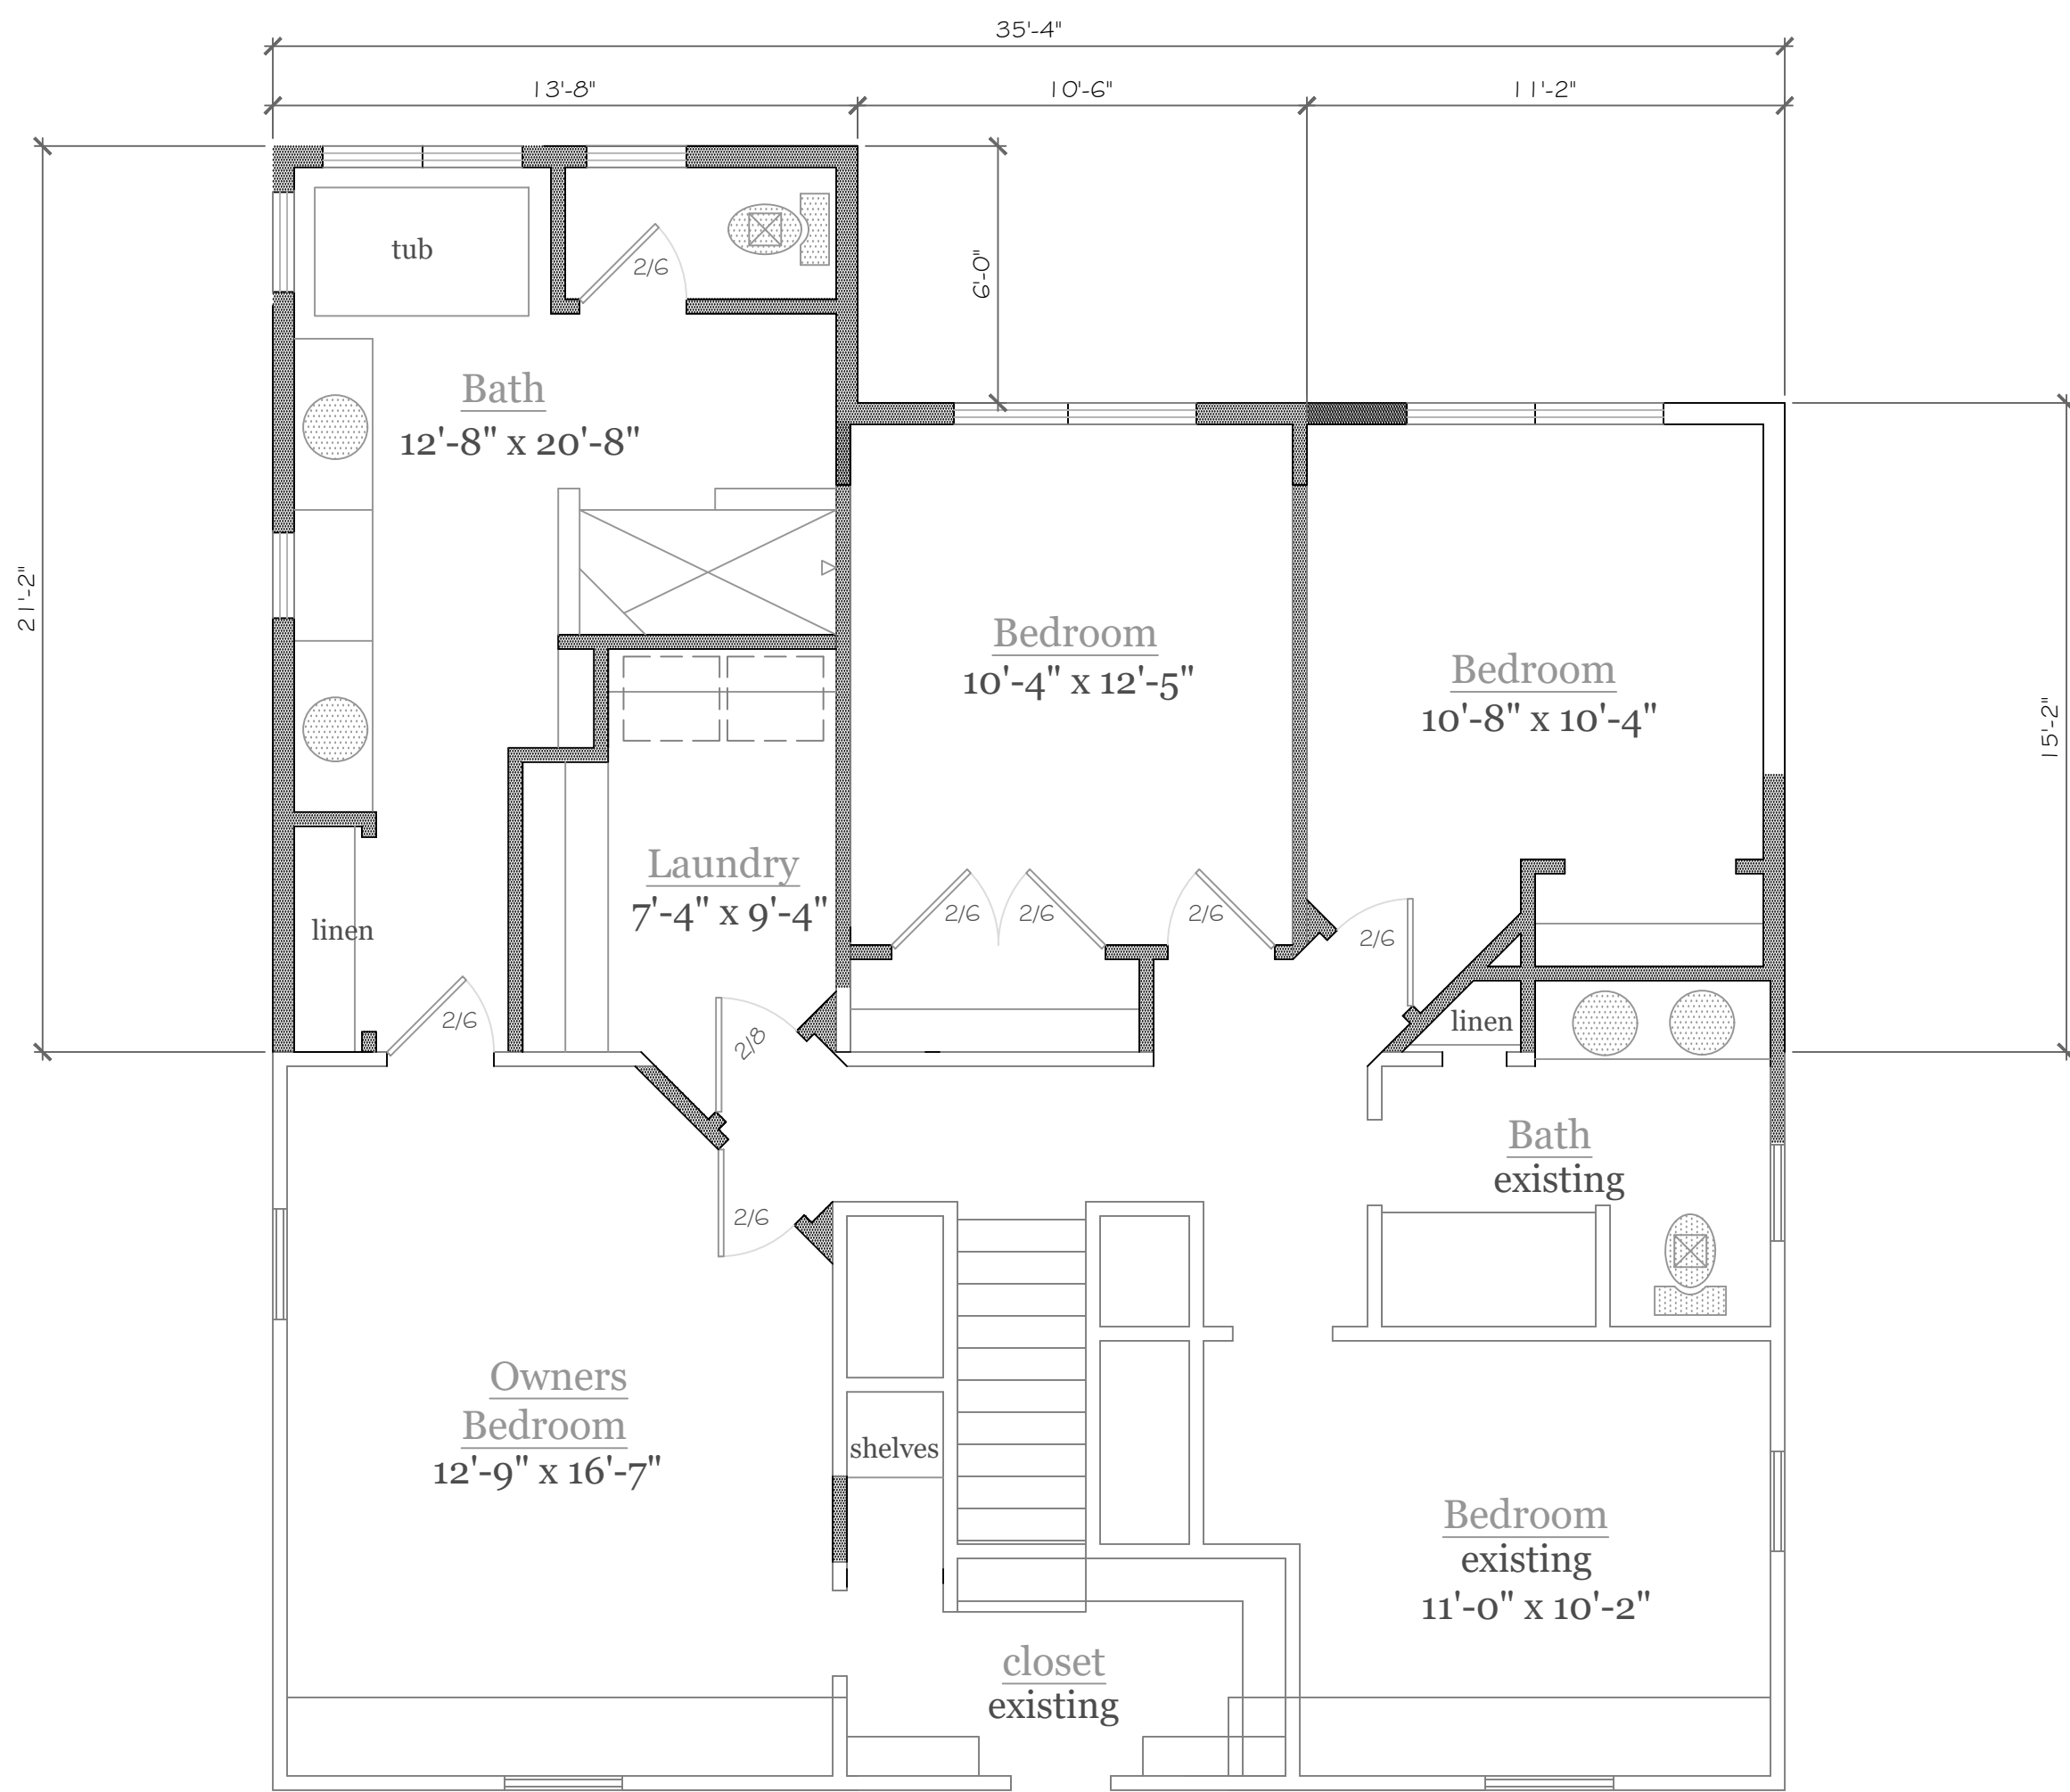 35'-4"
13'-8"
10'-6"
11'-2"
tub
2/6
6'-0"
Bath
12'-8" x 20'-8"
21'-2"
Bedroom
10'-4" x 12'-5"
Bedroom
10'-8" x 10'-4"
15'-2"
Laundry
7'-4" x 9'-4"
2/6
2/6
2/6
2/6
linen
2/6
2/8
linen
Bath
existing
2/6
Owners
Bedroom
12'-9" x 16'-7"
shelves
Bedroom
existing
11'-0" x 10'-2"
closet
existing